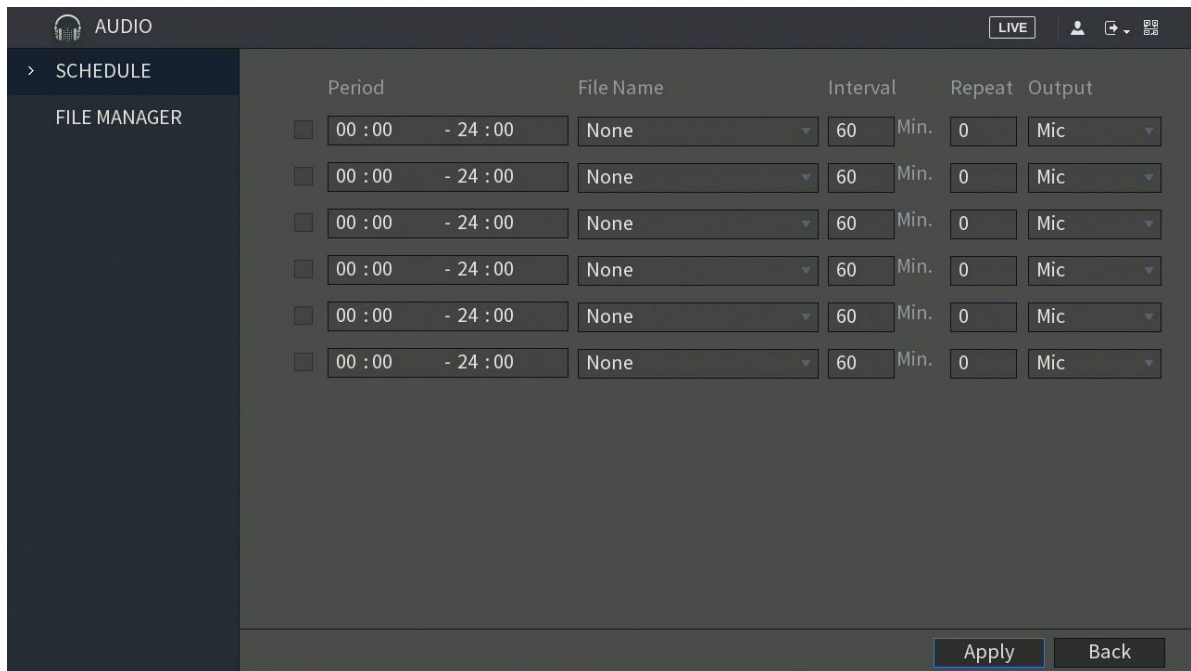 AUDIO LIVE
SCHEDULE
FILE MANAGER
Period File Name Interval Repeat Output
00 :00 - 24 :00 None 60 Min. 0 Mic
00 :00 - 24 :00 None 60 Min. 0 Mic
00 :00 - 24 :00 None 60 Min. 0 Mic
00 :00 - 24 :00 None 60 Min. 0 Mic
00 :00 - 24 :00 None 60 Min. 0 Mic
00 :00 - 24 :00 None 60 Min. 0 Mic
Apply Back